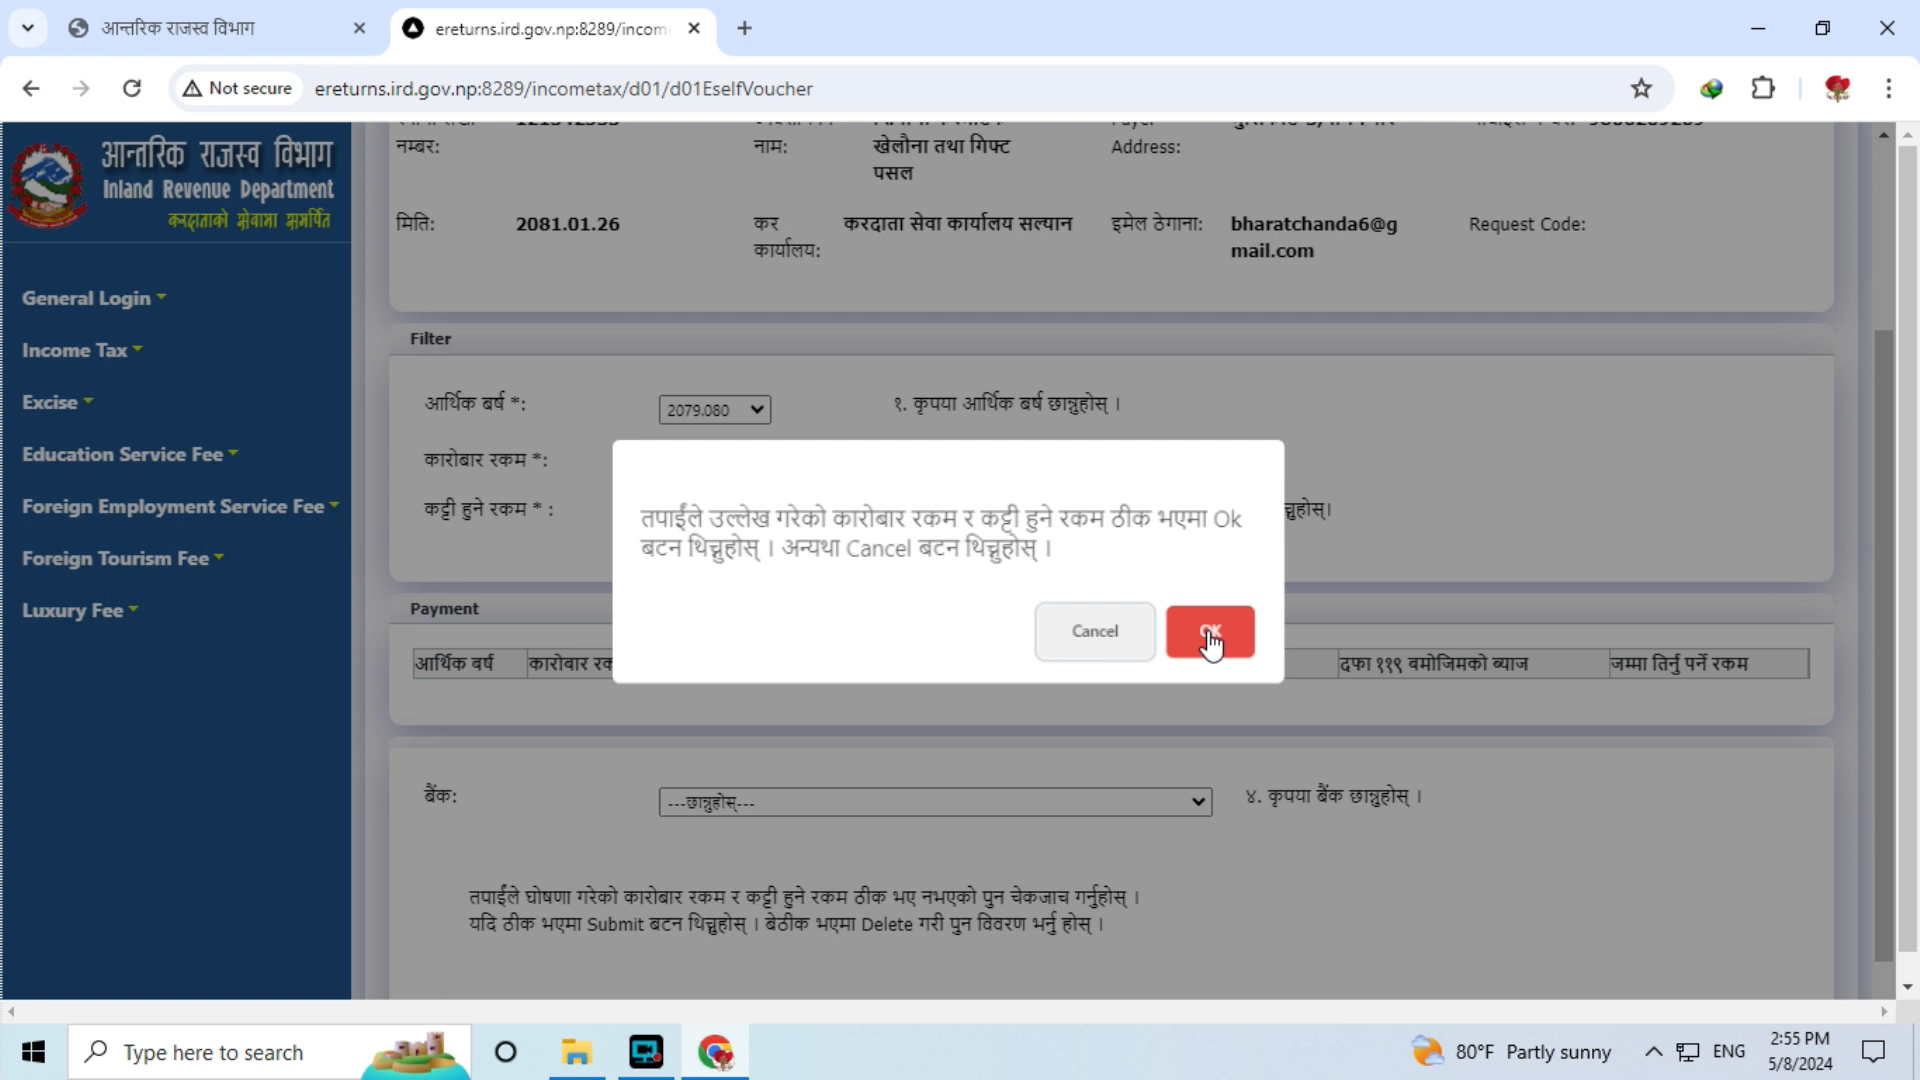 आन्तरिक राजस्व विभाग
ereturns.ird.gov.np:8289/incom
Not secure
ereturns.ird.gov.np:8289/incometax/d01/d01EselfVoucher
आन्तरिक राजस्व विभाग
Inland Revenue Department
करदाताको सेवामा समर्पित
General Login
Income Tax
Excise
Education Service Fee
Foreign Employment Service Fee
Foreign Tourism Fee
Luxury Fee
नम्बर:
नाम:
खेलौना तथा गिफ्ट
पसल
Address:
मिति:
2081.01.26
कर
कार्यालय:
करदाता सेवा कार्यालय सल्यान
इमेल ठेगाना:
bharatchanda6@g
mail.com
Request Code:
Filter
आर्थिक बर्ष *:
2079.080
१. कृपया आर्थिक बर्ष छान्नुहोस् ।
कारोबार रकम *:
कट्टी हुने रकम * :
तपाईंले उल्लेख गरेको कारोबार रकम र कट्टी हुने रकम ठीक भएमा Ok
बटन थिच्नुहोस् । अन्यथा Cancel बटन थिच्नुहोस् ।
Cancel
OK
Payment
आर्थिक वर्ष
कारोवार
दफा ११९ बमोजिमको ब्याज
जम्मा तिर्नु पर्ने रकम
बैंक:
---छान्नुहोस्---
४. कृपया बैंक छान्नुहोस् ।
तपाईंले घोषणा गरेको कारोबार रकम र कट्टी हुने रकम ठीक भए नभएको पुन चेकजाच गर्नुहोस् ।
यदि ठीक भएमा Submit बटन थिच्नुहोस् । बेठीक भएमा Delete गरी पुन विवरण भर्नु होस् ।
Type here to search
80°F Partly sunny
ENG
2:55 PM
5/8/2024